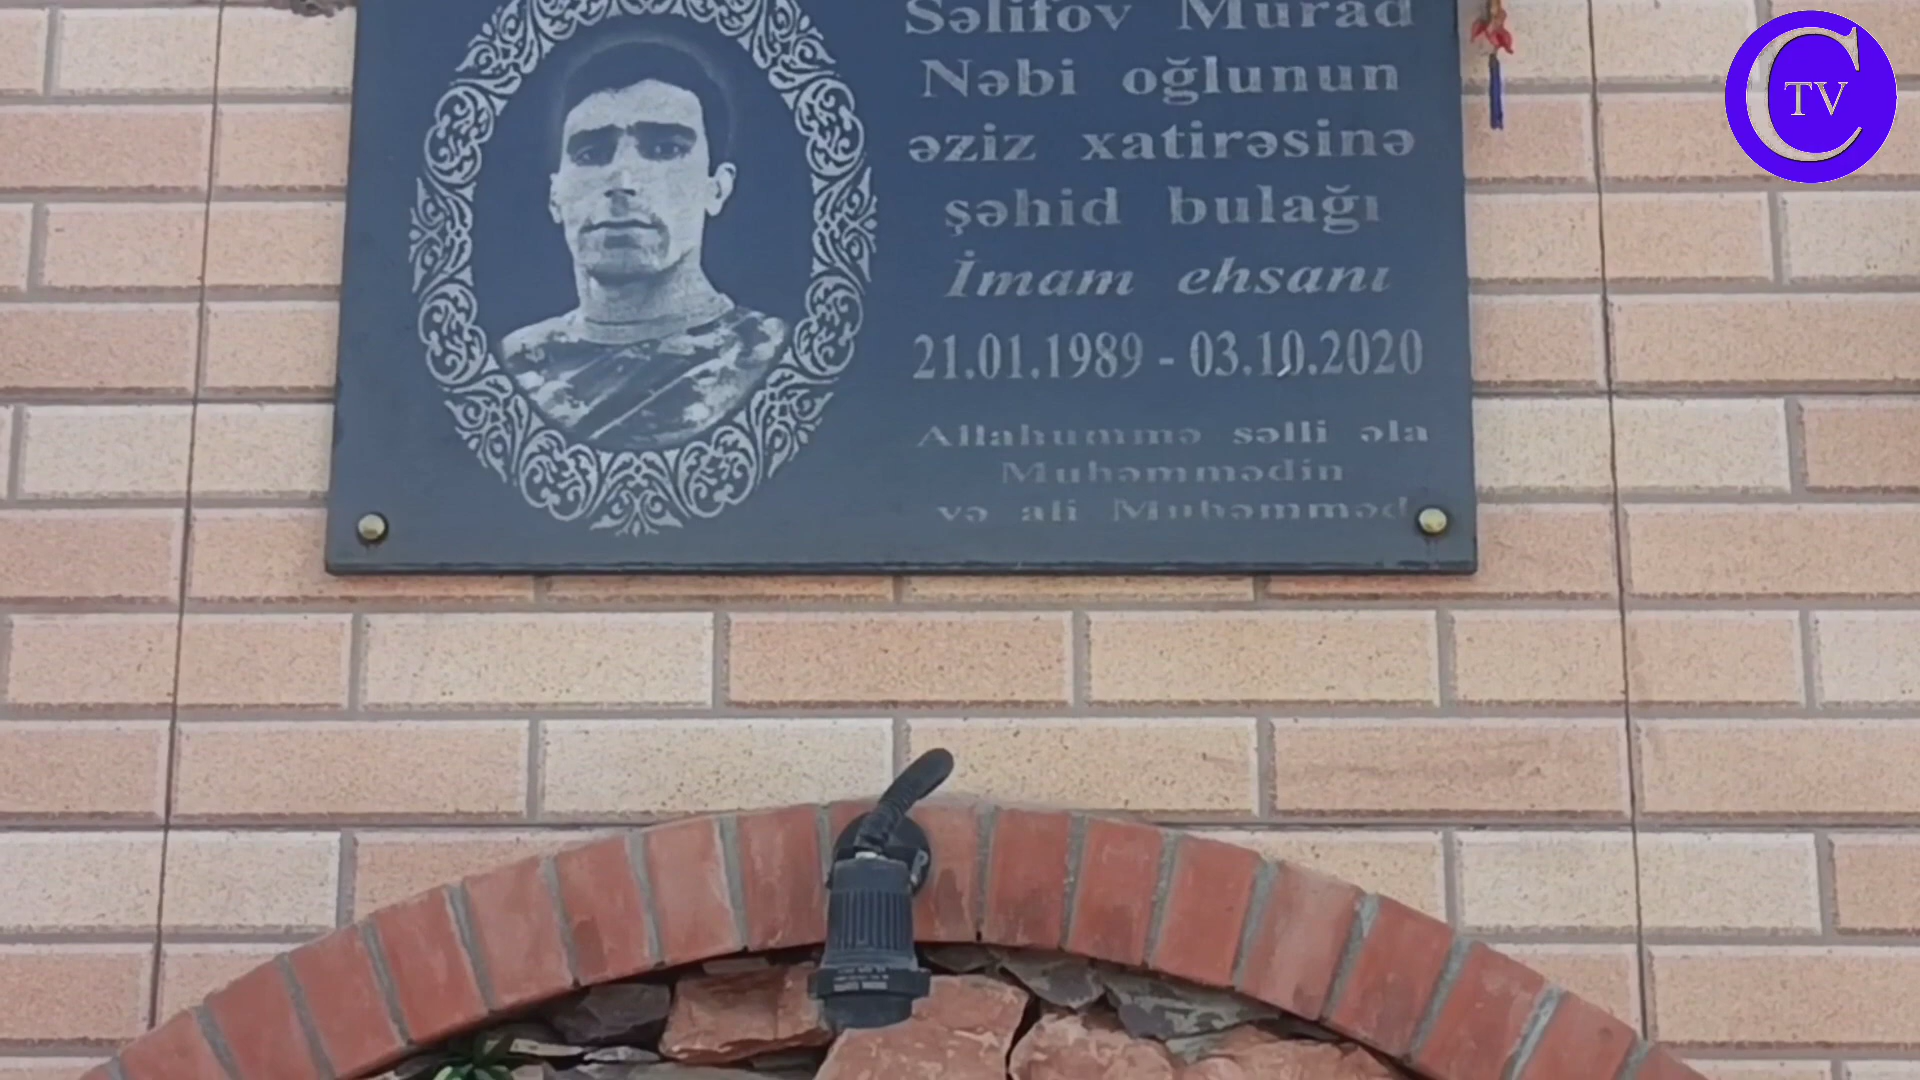 Səlifov Murad
Nəbi oğlunun
əziz xatirəsinə
şəhid bulağı
İmam ehsanı
21.01.1989 - 03.10.2020
Allahummə səlli əla
Muhəmmədin
və ali Muhəmməd
C TV